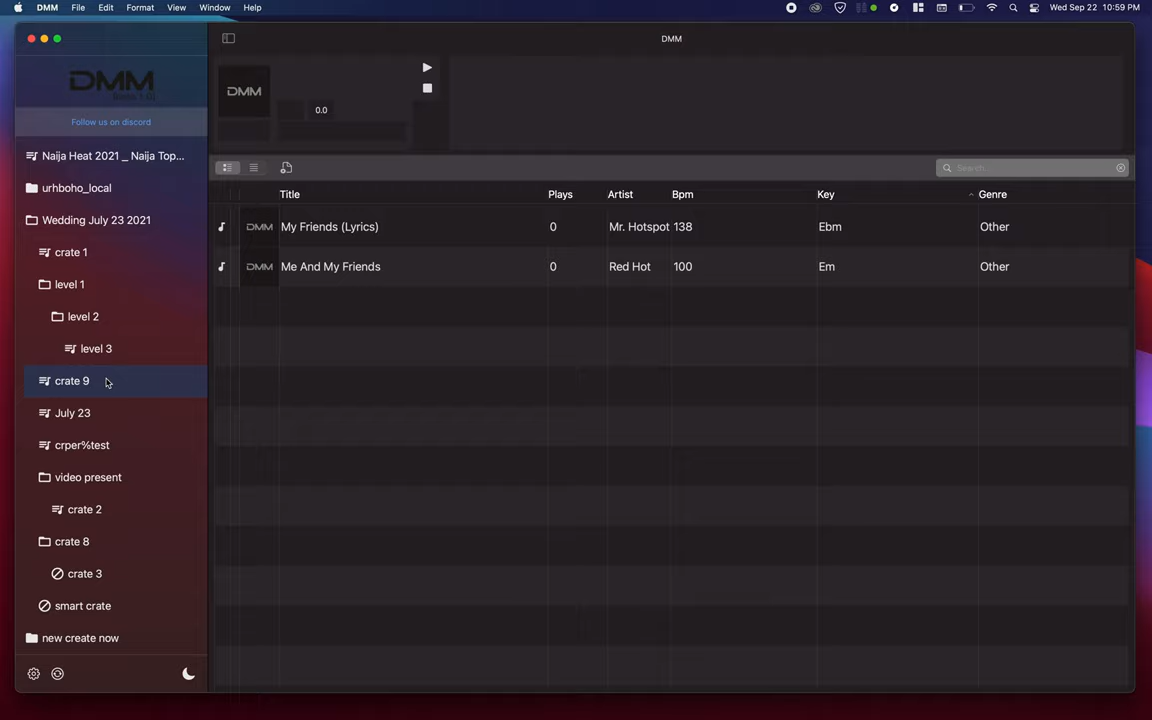 DMM File Edit Format View Window Help Wed Sep 22 10:59 PM
DMM
DMM
Follow us on discord
DMM
0.0
Naija Heat 2021 _ Naija Top...
urhboho_local
Wedding July 23 2021
crate 1
level 1
level 2
level 3
crate 9
July 23
crper%test
video present
crate 2
crate 8
crate 3
smart crate
new create now
Search...
Title Plays Artist Bpm Key Genre
DMM My Friends (Lyrics) 0 Mr. Hotspot 138 Ebm Other
DMM Me And My Friends 0 Red Hot 100 Em Other